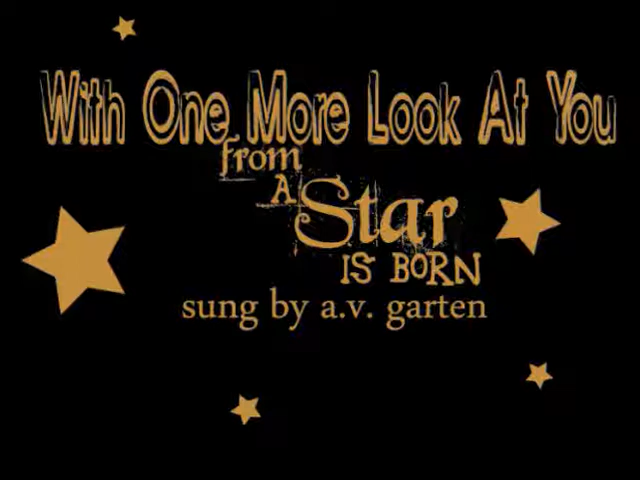 With One More Look At You
from
A Star
IS BORN
sung by a.v. garten